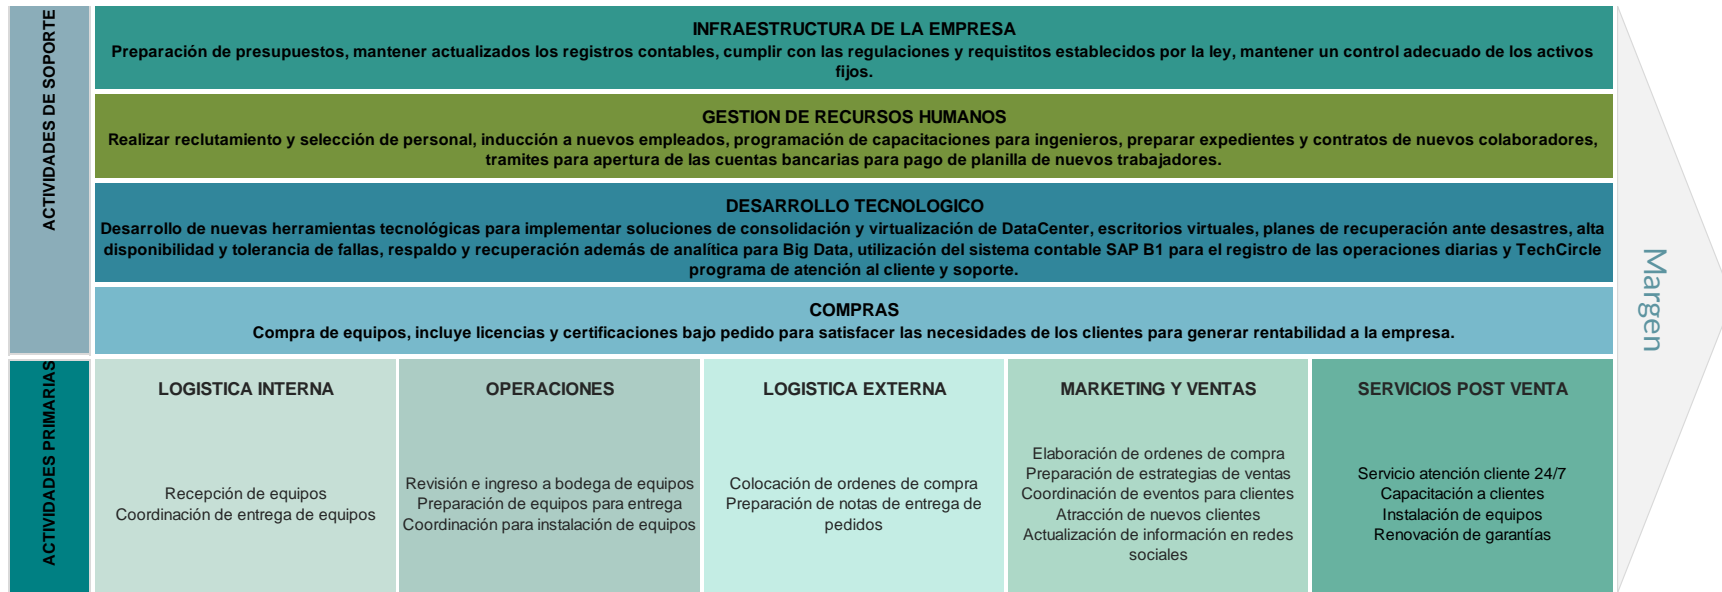 ACTIVIDADES DE SOPORTE
INFRAESTRUCTURA DE LA EMPRESA
Preparación de presupuestos, mantener actualizados los registros contables, cumplir con las regulaciones y requistitos establecidos por la ley, mantener un control adecuado de los activos
fijos.
GESTION DE RECURSOS HUMANOS
Realizar reclutamiento y selección de personal, inducción a nuevos empleados, programación de capacitaciones para ingenieros, preparar expedientes y contratos de nuevos colaboradores,
tramites para apertura de las cuentas bancarias para pago de planilla de nuevos trabajadores.
DESARROLLO TECNOLOGICO
Desarrollo de nuevas herramientas tecnológicas para implementar soluciones de consolidación y virtualización de DataCenter, escritorios virtuales, planes de recuperación ante desastres, alta
disponibilidad y tolerancia de fallas, respaldo y recuperación además de analítica para Big Data, utilización del sistema contable SAP B1 para el registro de las operaciones diarias y TechCircle
programa de atención al cliente y soporte.
COMPRAS
Compra de equipos, incluye licencias y certificaciones bajo pedido para satisfacer las necesidades de los clientes para generar rentabilidad a la empresa.
Margen
ACTIVIDADES PRIMARIAS
LOGISTICA INTERNA
Recepción de equipos
Coordinación de entrega de equipos
OPERACIONES
Revisión e ingreso a bodega de equipos
Preparación de equipos para entrega
Coordinación para instalación de equipos
LOGISTICA EXTERNA
Colocación de ordenes de compra
Preparación de notas de entrega de
pedidos
MARKETING Y VENTAS
Elaboración de ordenes de compra
Preparación de estrategias de ventas
Coordinación de eventos para clientes
Atracción de nuevos clientes
Actualización de información en redes
sociales
SERVICIOS POST VENTA
Servicio atención cliente 24/7
Capacitación a clientes
Instalación de equipos
Renovación de garantías